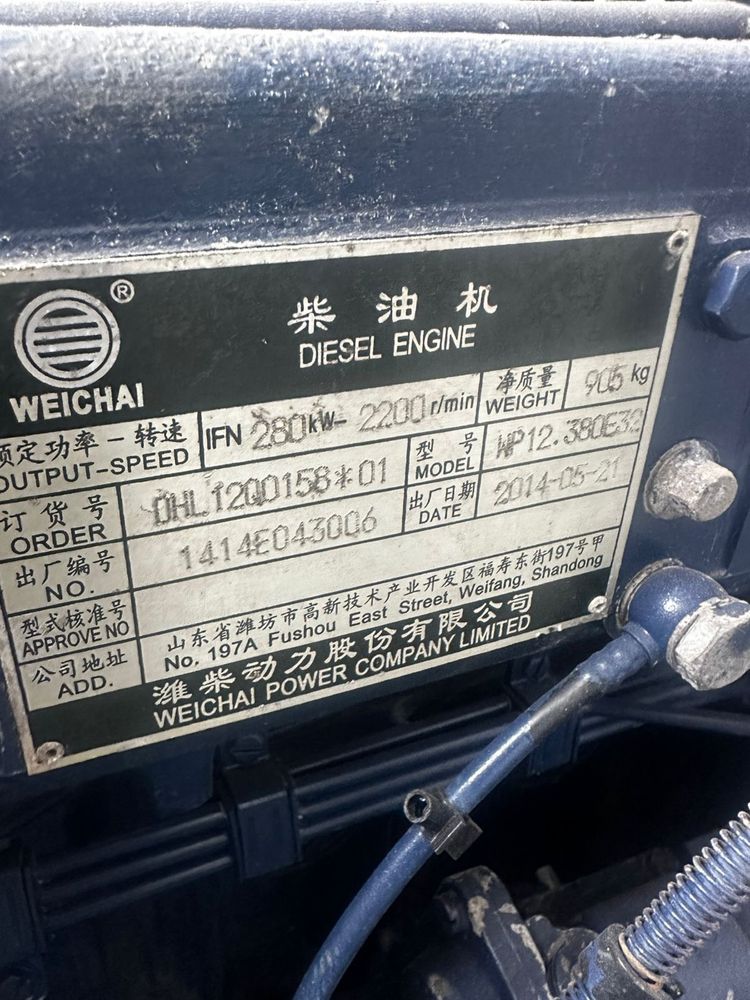 ®
WEICHAI
柴油机
DIESEL ENGINE
预定功率-转速
OUTPUT-SPEED
IFN 280kW- 2200r/min
净质量
WEIGHT
905 kg
订货号
ORDER
DHL12Q0158*01
型号
MODEL
WP12.380E32
出厂编号
NO.
1414E043006
出厂日期
DATE
2014-05-21
型式核准号
APPROVE NO
公司地址
ADD.
山东省潍坊市高新技术产业开发区福寿东街197号甲
No, 197A Fushou East Street, Weifang, Shandong
潍柴动力股份有限公司
WEICHAI POWER COMPANY LIMITED